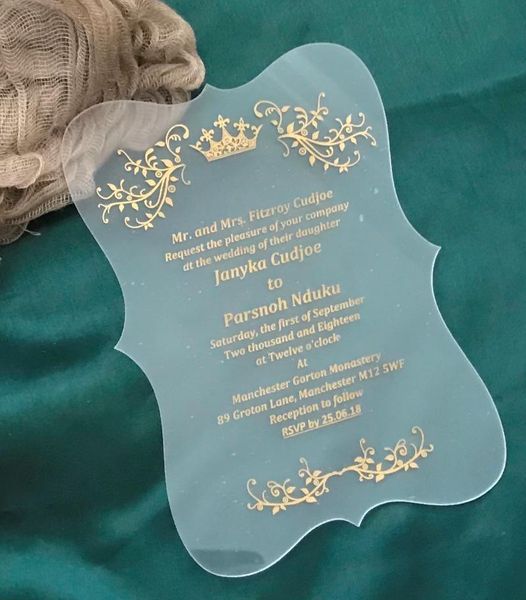 Mr. and Mrs. Fitzroy Cudjoe
Request the pleasure of your company
at the wedding of their daughter
Janyka Cudjoe
to
Parsnoh Nduku
Saturday, the first of September
Two thousand and Eighteen
at Twelve o'clock
At
Manchester Gorton Monastery
89 Groton Lane, Manchester M12 5WF
Reception to follow
RSVP by 25.06.18